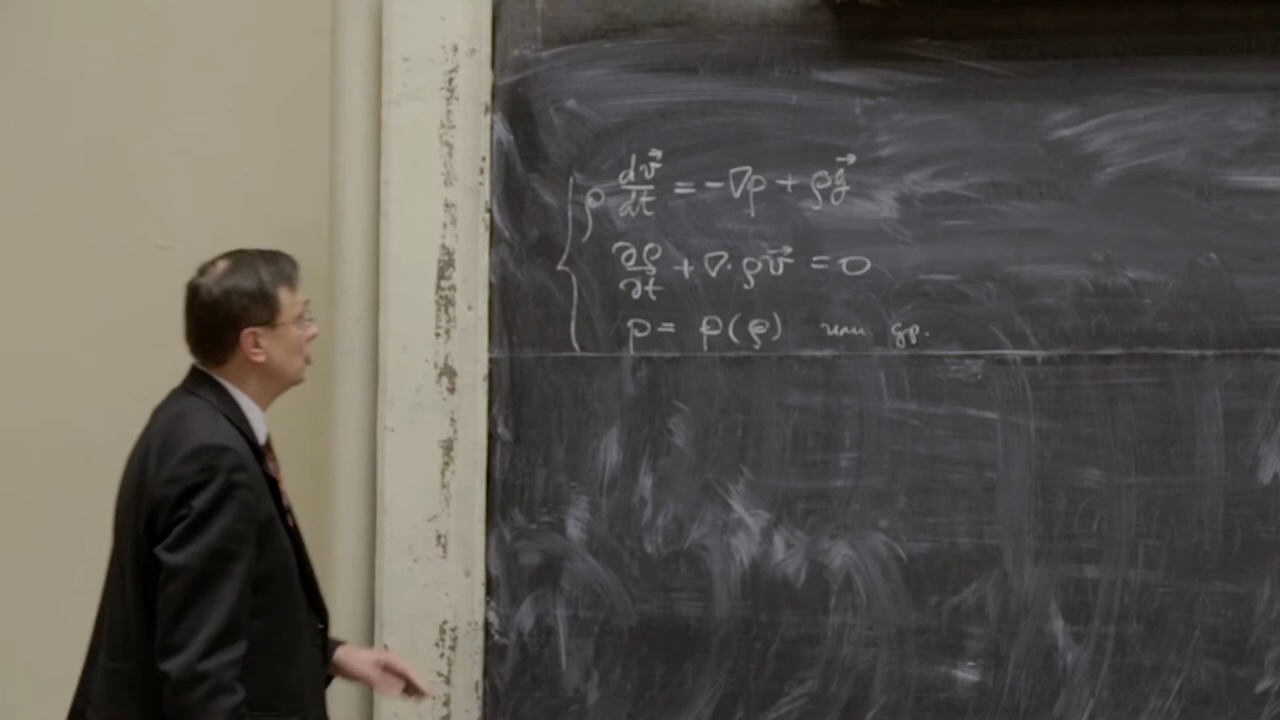 ρ dv⃗/dt = -∇p + ρg⃗
∂ρ/∂t + ∇·ρv⃗ = 0
p = p(ρ) или др.